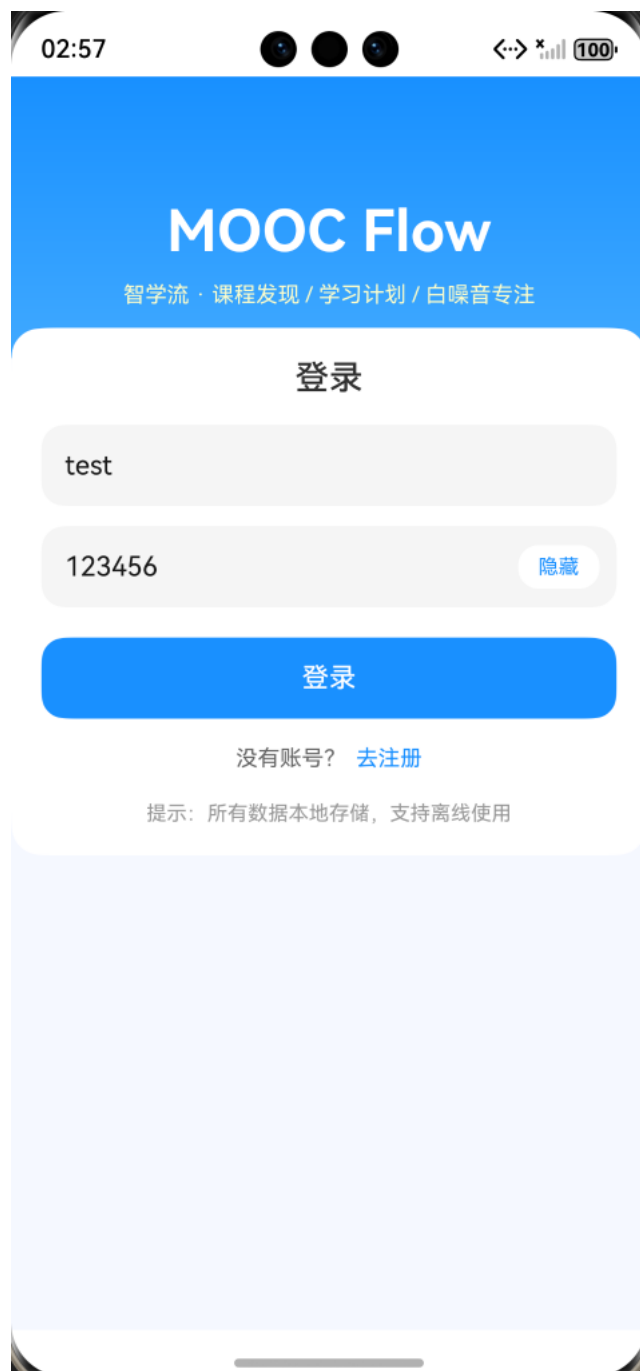 02:57
100
MOOC Flow
智学流 · 课程发现 / 学习计划 / 白噪音专注
登录
test
123456 隐藏
登录
没有账号? 去注册
提示：所有数据本地存储，支持离线使用